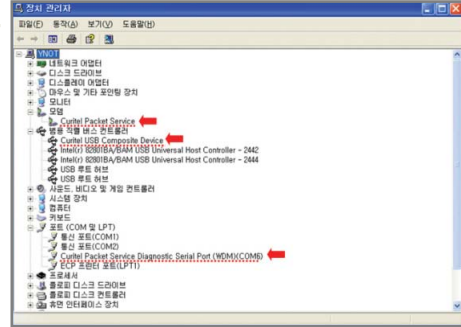 장치 관리자
파일(F) 동작(A) 보기(V) 도움말(H)
YNOT
네트워크 어댑터
디스크 드라이브
디스플레이 어댑터
마우스 및 기타 포인팅 장치
모니터
모뎀
Curitel Packet Service
범용 직렬 버스 컨트롤러
Curitel USB Composite Device
Intel(r) 82801BA/BAM USB Universal Host Controller - 2442
Intel(r) 82801BA/BAM USB Universal Host Controller - 2444
USB 루트 허브
USB 루트 허브
사운드, 비디오 및 게임 컨트롤러
시스템 장치
컴퓨터
키보드
포트 (COM 및 LPT)
통신 포트(COM1)
통신 포트(COM2)
Curitel Packet Service Diagnostic Serial Port (WDM)(COM6)
ECP 프린터 포트(LPT1)
프로세서
플로피 디스크 드라이브
플로피 디스크 컨트롤러
휴먼 인터페이스 장치